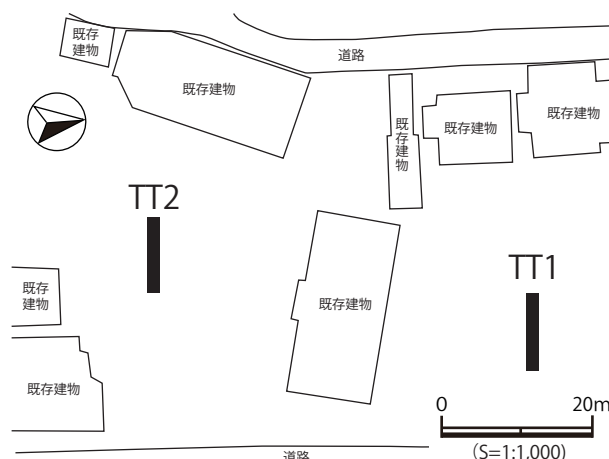 既存
建物
道路
既存建物
既存建物
既存建物
既存建物
TT2
TT1
既存
建物
既存建物
既存建物
0 20m
(S=1:1,000)
道路